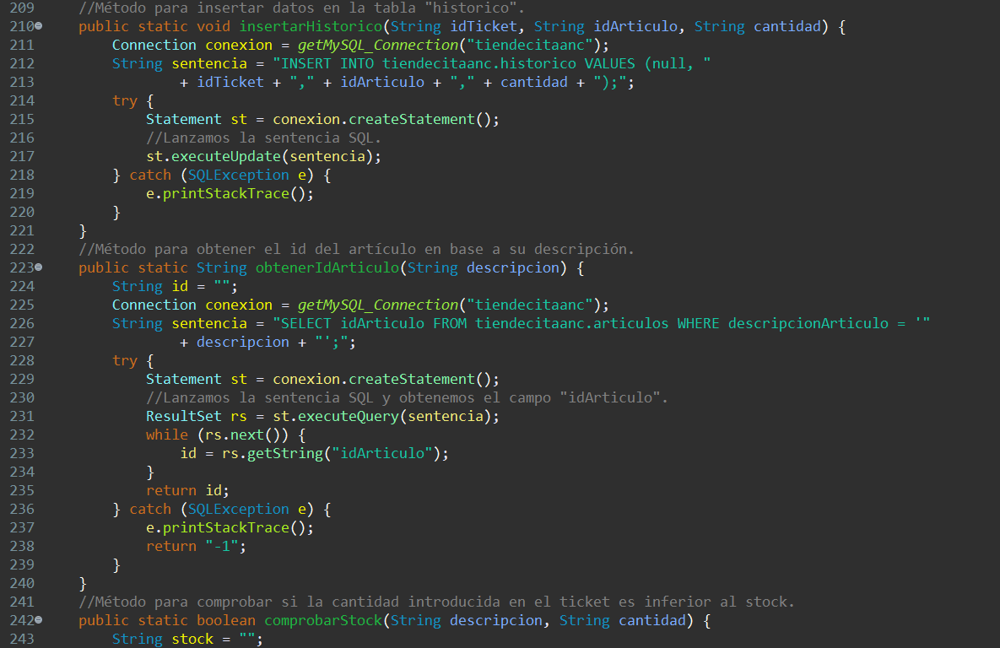 209     //Método para insertar datos en la tabla "historico".
210     public static void insertarHistorico(String idTicket, String idArticulo, String cantidad) {
211         Connection conexion = getMySQL_Connection("tiendecitaanc");
212         String sentencia = "INSERT INTO tiendecitaanc.historico VALUES (null, "
213                 + idTicket + "," + idArticulo + "," + cantidad + ");";
214         try {
215             Statement st = conexion.createStatement();
216             //Lanzamos la sentencia SQL.
217             st.executeUpdate(sentencia);
218         } catch (SQLException e) {
219             e.printStackTrace();
220         }
221     }
222     //Método para obtener el id del artículo en base a su descripción.
223     public static String obtenerIdArticulo(String descripcion) {
224         String id = "";
225         Connection conexion = getMySQL_Connection("tiendecitaanc");
226         String sentencia = "SELECT idArticulo FROM tiendecitaanc.articulos WHERE descripcionArticulo = '"
227                 + descripcion + "';";
228         try {
229             Statement st = conexion.createStatement();
230             //Lanzamos la sentencia SQL y obtenemos el campo "idArticulo".
231             ResultSet rs = st.executeQuery(sentencia);
232             while (rs.next()) {
233                 id = rs.getString("idArticulo");
234             }
235             return id;
236         } catch (SQLException e) {
237             e.printStackTrace();
238             return "-1";
239         }
240     }
241     //Método para comprobar si la cantidad introducida en el ticket es inferior al stock.
242     public static boolean comprobarStock(String descripcion, String cantidad) {
243         String stock = "";